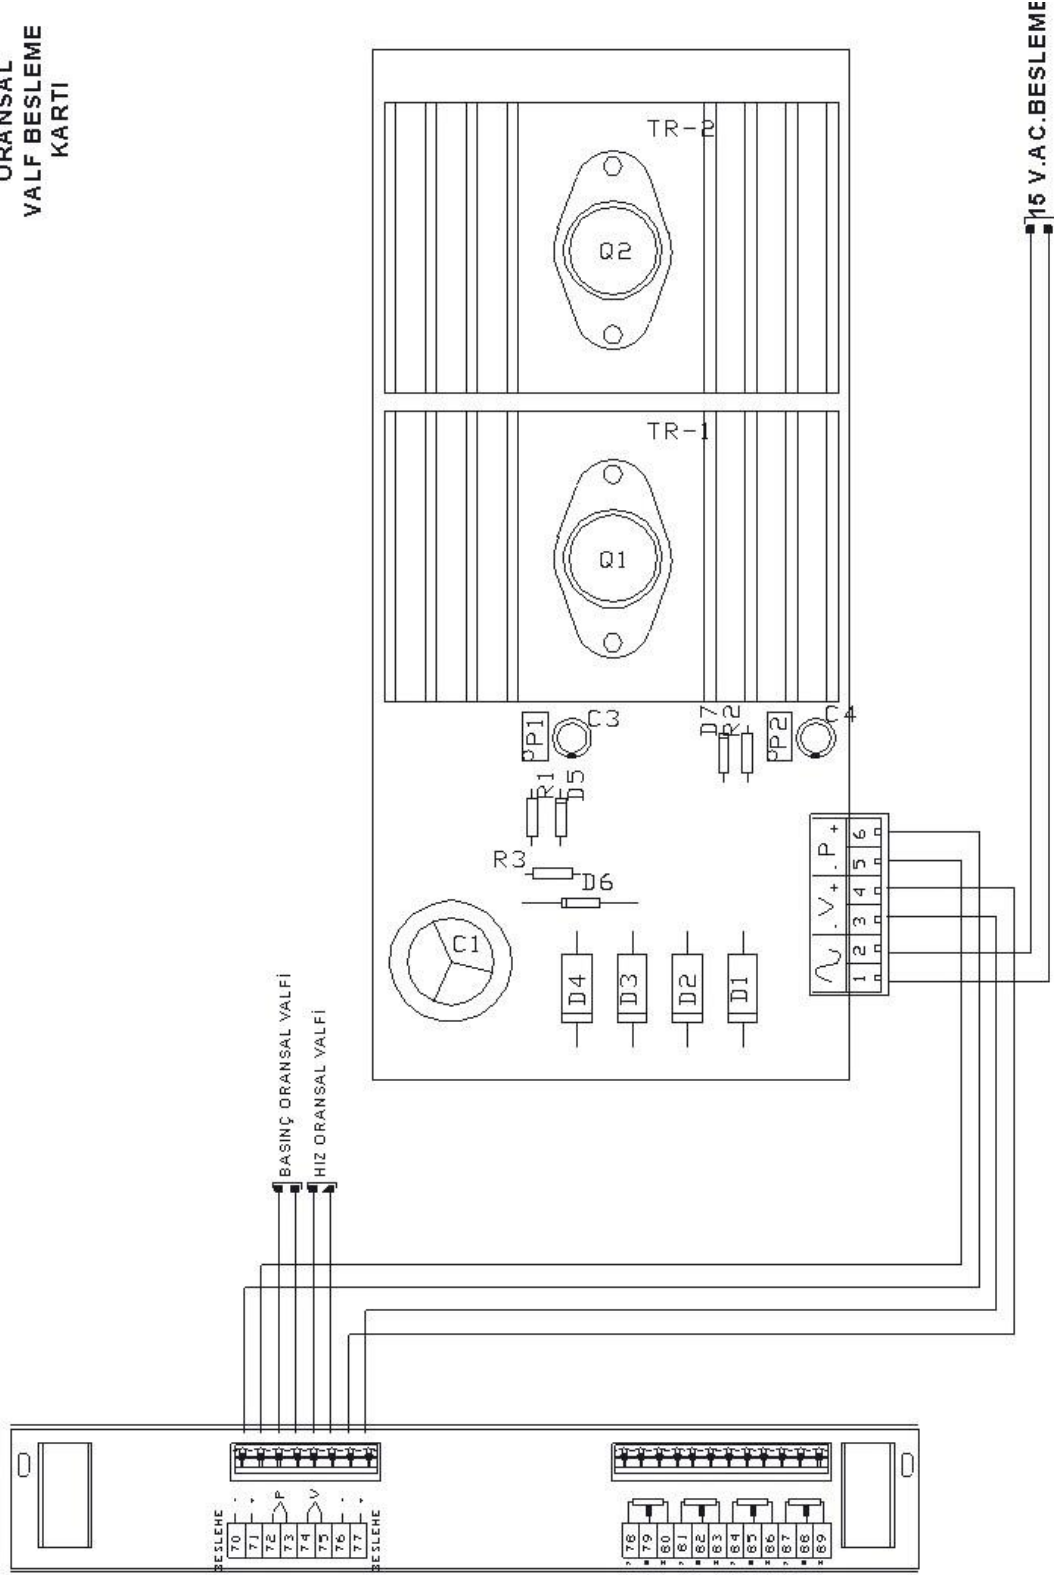 ORANSAL
VALF BESLEME
KARTI
15 V.AC.BESLEME
TR-2
Q2
TR-1
Q1
P1
C3
D7
R2
P2
C4
R1
D5
R3
D6
C1
D4
D3
D2
D1
- P +
- V +
6
5
4
3
2
1
BASINÇ ORANSAL VALFİ
HIZ ORANSAL VALFİ
BESLEME
- + P V - +
70
71
72
73
74
75
76
77
BESLEME
78
79
80
81
82
83
84
85
86
87
88
89